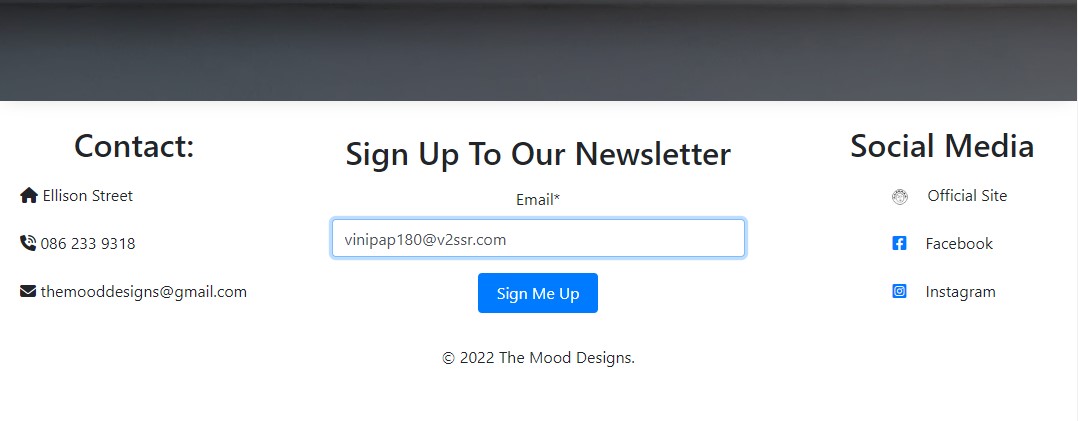 Contact:
Ellison Street
086 233 9318
themooddesigns@gmail.com
Sign Up To Our Newsletter
Email*
vinipap180@v2ssr.com
Sign Me Up
Social Media
Official Site
Facebook
Instagram
© 2022 The Mood Designs.